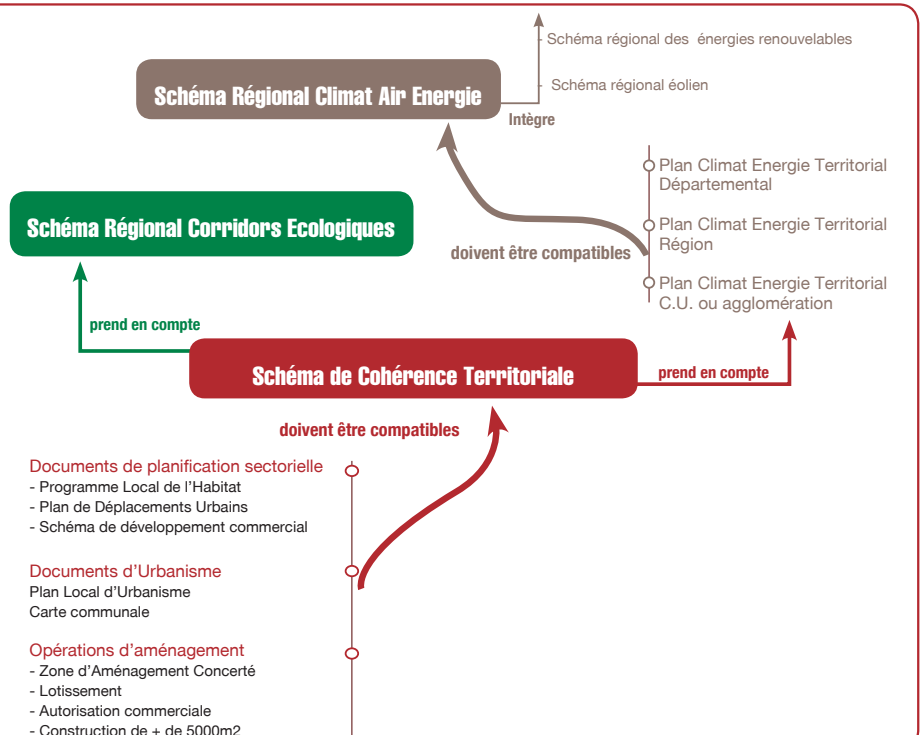 - Schéma régional des énergies renouvelables
Schéma Régional Climat Air Energie
- Schéma régional éolien
Intègre
Plan Climat Energie Territorial
Départemental
Schéma Régional Corridors Ecologiques
Plan Climat Energie Territorial
Région
doivent être compatibles
Plan Climat Energie Territorial
C.U. ou agglomération
prend en compte
Schéma de Cohérence Territoriale
prend en compte
doivent être compatibles
Documents de planification sectorielle
- Programme Local de l'Habitat
- Plan de Déplacements Urbains
- Schéma de développement commercial
Documents d'Urbanisme
Plan Local d'Urbanisme
Carte communale
Opérations d'aménagement
- Zone d'Aménagement Concerté
- Lotissement
- Autorisation commerciale
- Construction de + de 5000m2